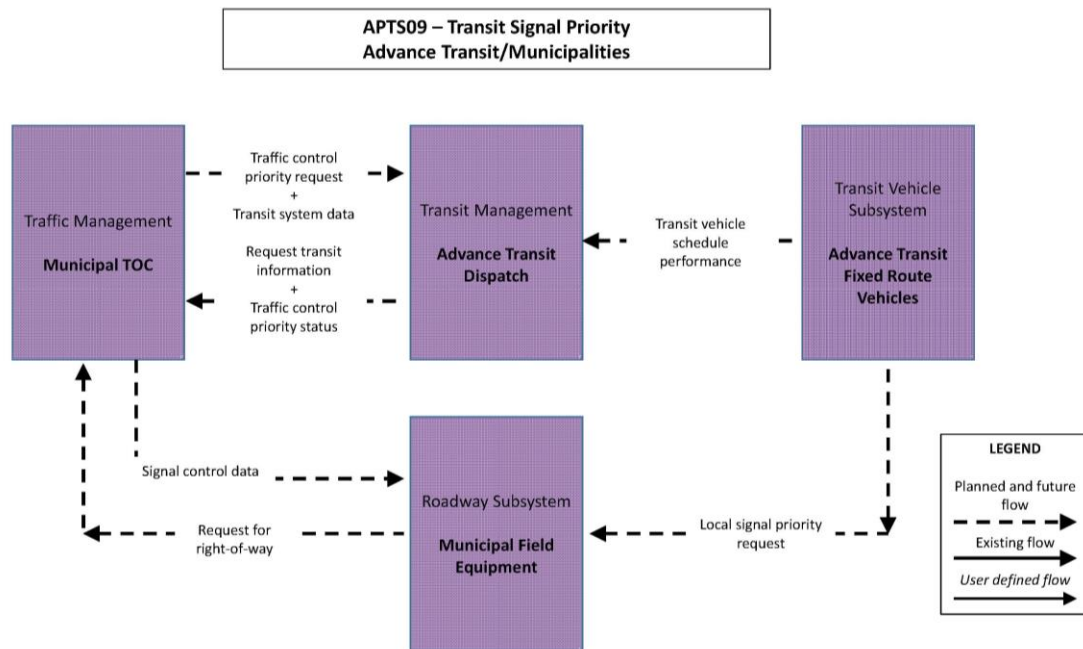 APTS09 – Transit Signal Priority
Advance Transit/Municipalities
Traffic Management
Municipal TOC
Traffic control
priority request
+
Transit system data
Request transit
information
+
Traffic control
priority status
Transit Management
Advance Transit
Dispatch
Transit vehicle
schedule
performance
Transit Vehicle
Subsystem
Advance Transit
Fixed Route
Vehicles
Signal control data
Request for
right-of-way
Roadway Subsystem
Municipal Field
Equipment
Local signal priority
request
LEGEND
Planned and future
flow
Existing flow
User defined flow